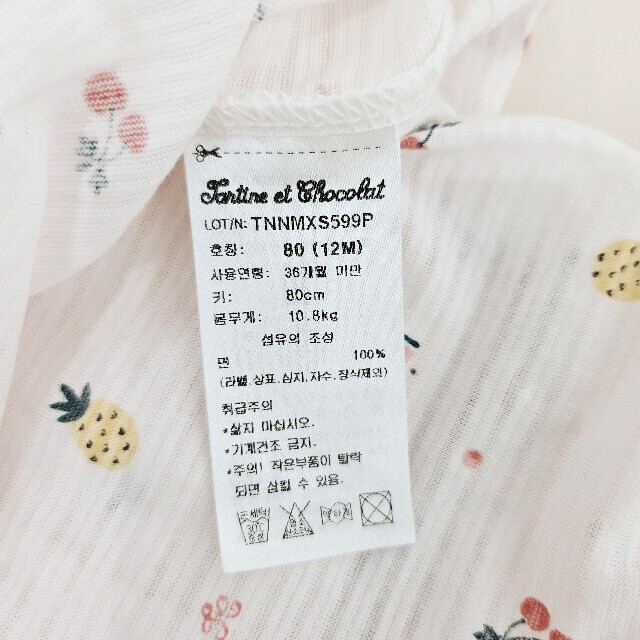 Tartine et Chocolat
LOT/N: TNNMXS599P
호칭: 80 (12M)
사용연령: 36개월 미만
키: 80cm
몸무게: 10.8kg
섬유의 조성
면 100%
(라벨,상표,심지,자수,장식제외)
취급주의
*삶지 마십시오.
*기계건조 금지.
*주의! 작은부품이 탈락
되면 삼킬 수 있음.
약하게